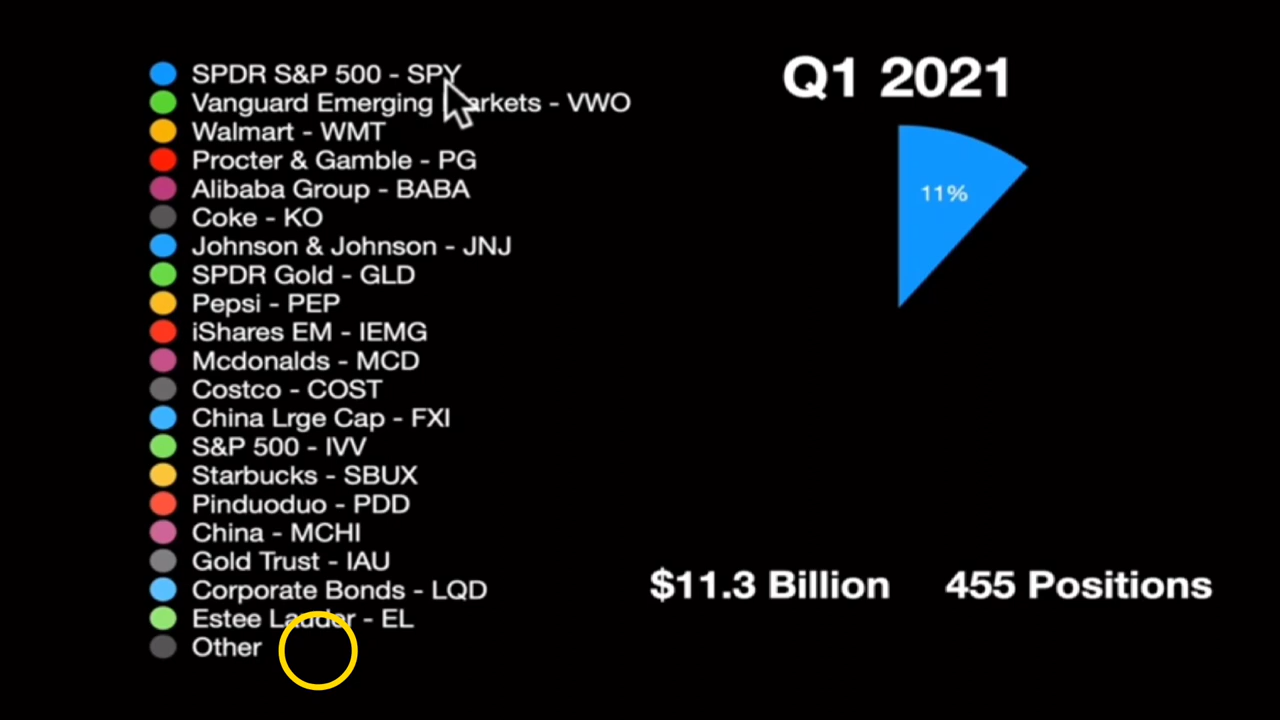 SPDR S&P 500 - SPY
Vanguard Emerging Markets - VWO
Walmart - WMT
Procter & Gamble - PG
Alibaba Group - BABA
Coke - KO
Johnson & Johnson - JNJ
SPDR Gold - GLD
Pepsi - PEP
iShares EM - IEMG
Mcdonalds - MCD
Costco - COST
China Lrge Cap - FXI
S&P 500 - IVV
Starbucks - SBUX
Pinduoduo - PDD
China - MCHI
Gold Trust - IAU
Corporate Bonds - LQD
Estee Lauder - EL
Other
Q1 2021
11%
$11.3 Billion
455 Positions